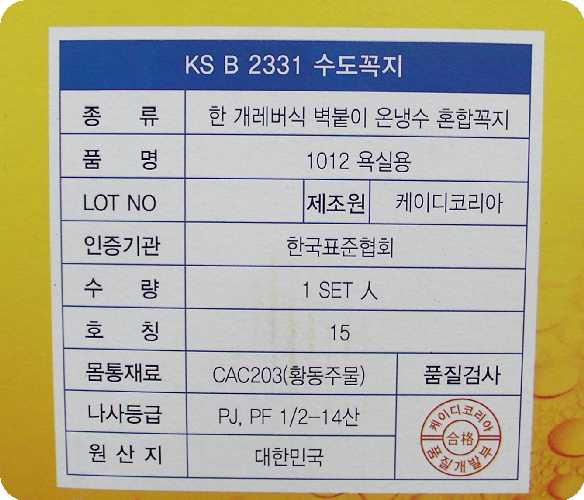 KS B 2331 수도꼭지
종 류 한 개레버식 벽붙이 온냉수 혼합꼭지
품 명 1012 욕실용
LOT NO 제조원 케이디코리아
인증기관 한국표준협회
수 량 1 SET 人
호 칭 15
몸통재료 CAC203(황동주물) 품질검사
나사등급 PJ, PF 1/2-14산
원 산 지 대한민국
케이디코리아
合格
품질개발부